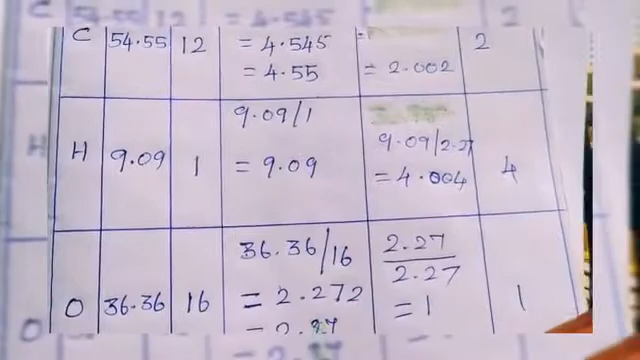 C 54.55 12 = 4.545 2
= 4.55 = 2.002
9.09/1
H 9.09 1 = 9.09 9.09/2.27 4
= 4.004
36.36/16 2.27
2.27
O 36.36 16 = 2.272 = 1 1